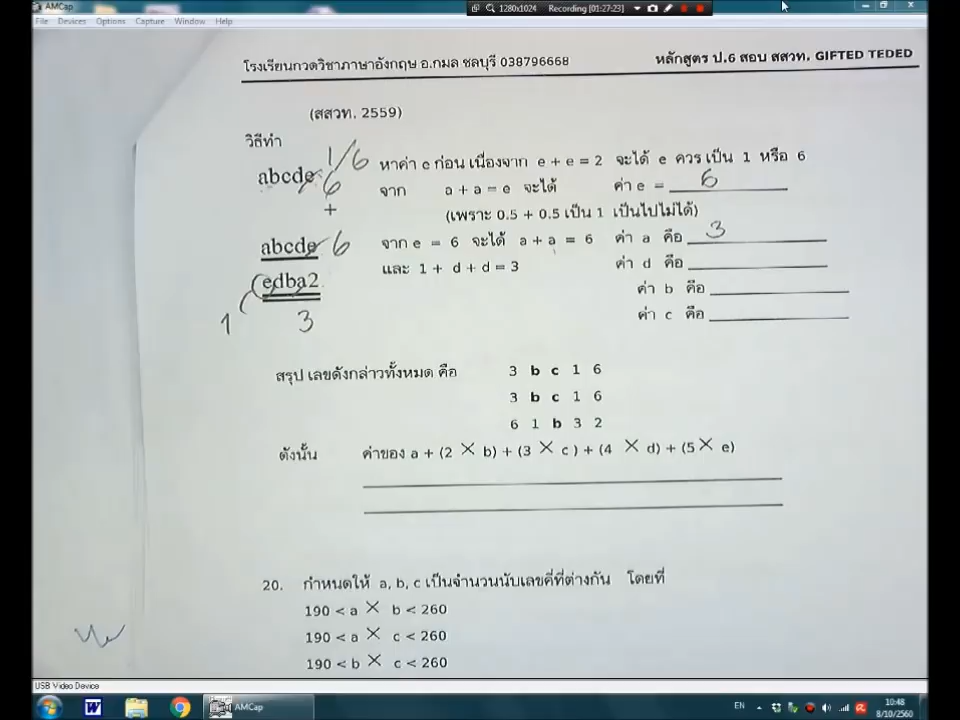 AMCap
1280x1024 Recording [01:27:23]
File Devices Options Capture Window Help
โรงเรียนกวดวิชาภาษาอังกฤษ อ.กมล ชลบุรี 038796668
หลักสูตร ป.6 สอบ สสวท. GIFTED TEDED
(สสวท. 2559)
วิธีทำ
abcde 1/6 หาค่า e ก่อน เนื่องจาก e + e = 2 จะได้ e ควร เป็น 1 หรือ 6
6 จาก a + a = e จะได้ ค่า e = 6
+ (เพราะ 0.5 + 0.5 เป็น 1 เป็นไปไม่ได้)
abcde 6 จาก e = 6 จะได้ a + a = 6 ค่า a คือ 3
edba2 และ 1 + d + d = 3 ค่า d คือ
ค่า b คือ
1 3 ค่า c คือ
สรุป เลขดังกล่าวทั้งหมด คือ 3 b c 1 6
3 b c 1 6
6 1 b 3 2
ดังนั้น ค่าของ a + (2 × b) + (3 × c ) + (4 × d) + (5 × e)
20. กำหนดให้ a, b, c เป็นจำนวนนับเลขคี่ที่ต่างกัน โดยที่
190 < a × b < 260
190 < a × c < 260
190 < b × c < 260
USB Video Device
AMCap
EN
10:48
8/10/2560